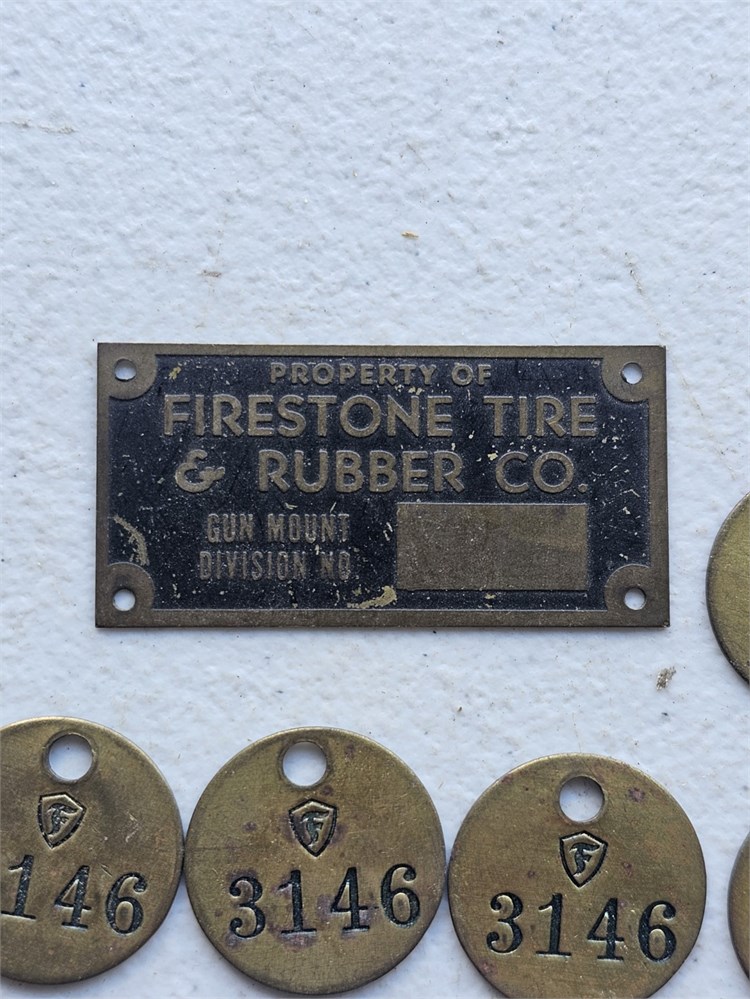 PROPERTY OF
FIRESTONE TIRE
& RUBBER CO.
GUN MOUNT
DIVISION NO
F
146
F
3146
F
3146